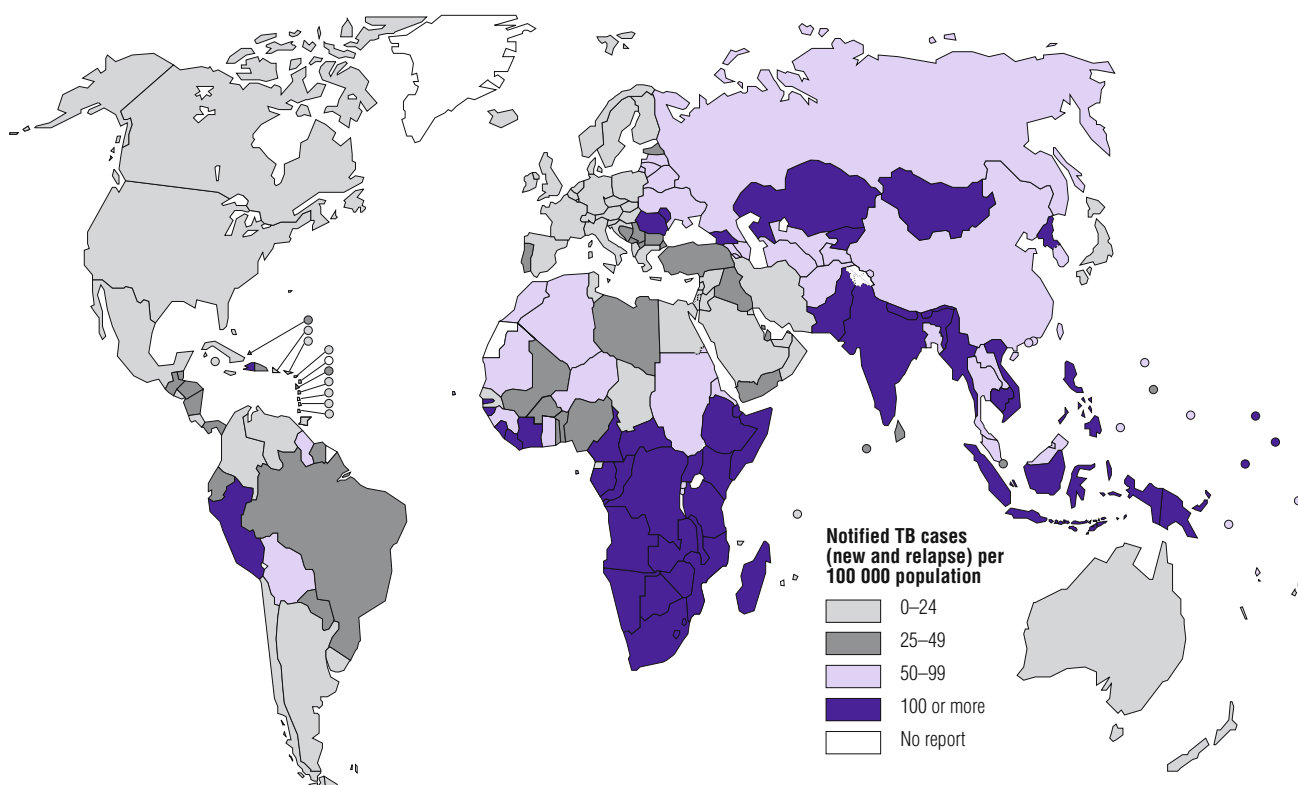 Notified TB cases
(new and relapse) per
100 000 population
0–24
25–49
50–99
100 or more
No report